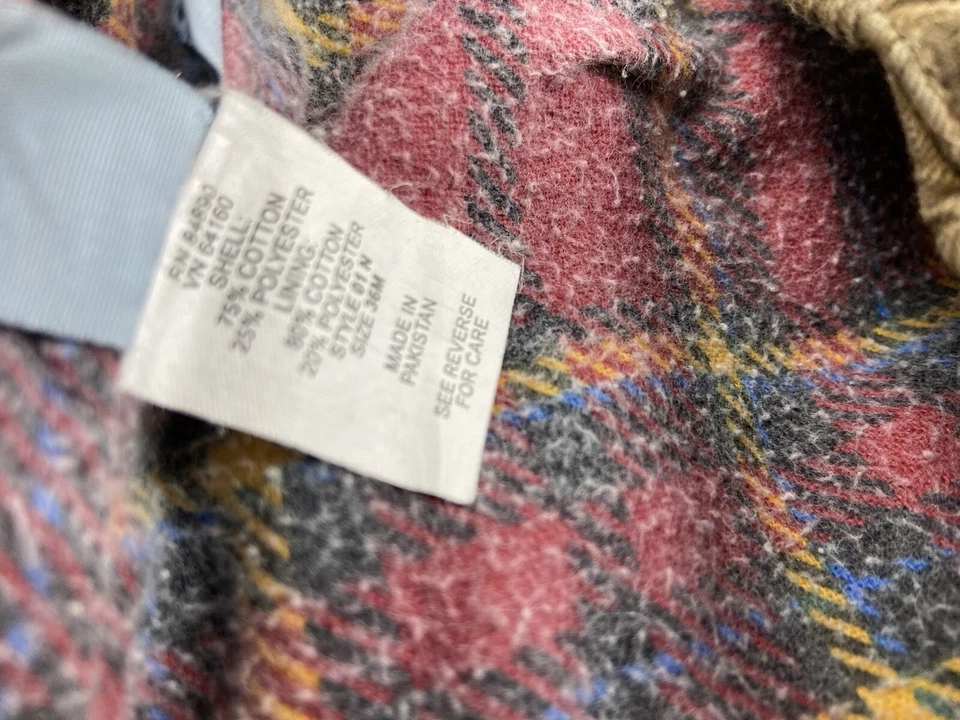 RN 84RG0
VN 64160
SHELL:
75% COTTON
25% POLYESTER
LINING:
80% COTTON
20% POLYESTER
STYLE 01 N
SIZE 36M
MADE IN
PAKISTAN
SEE REVERSE
FOR CARE